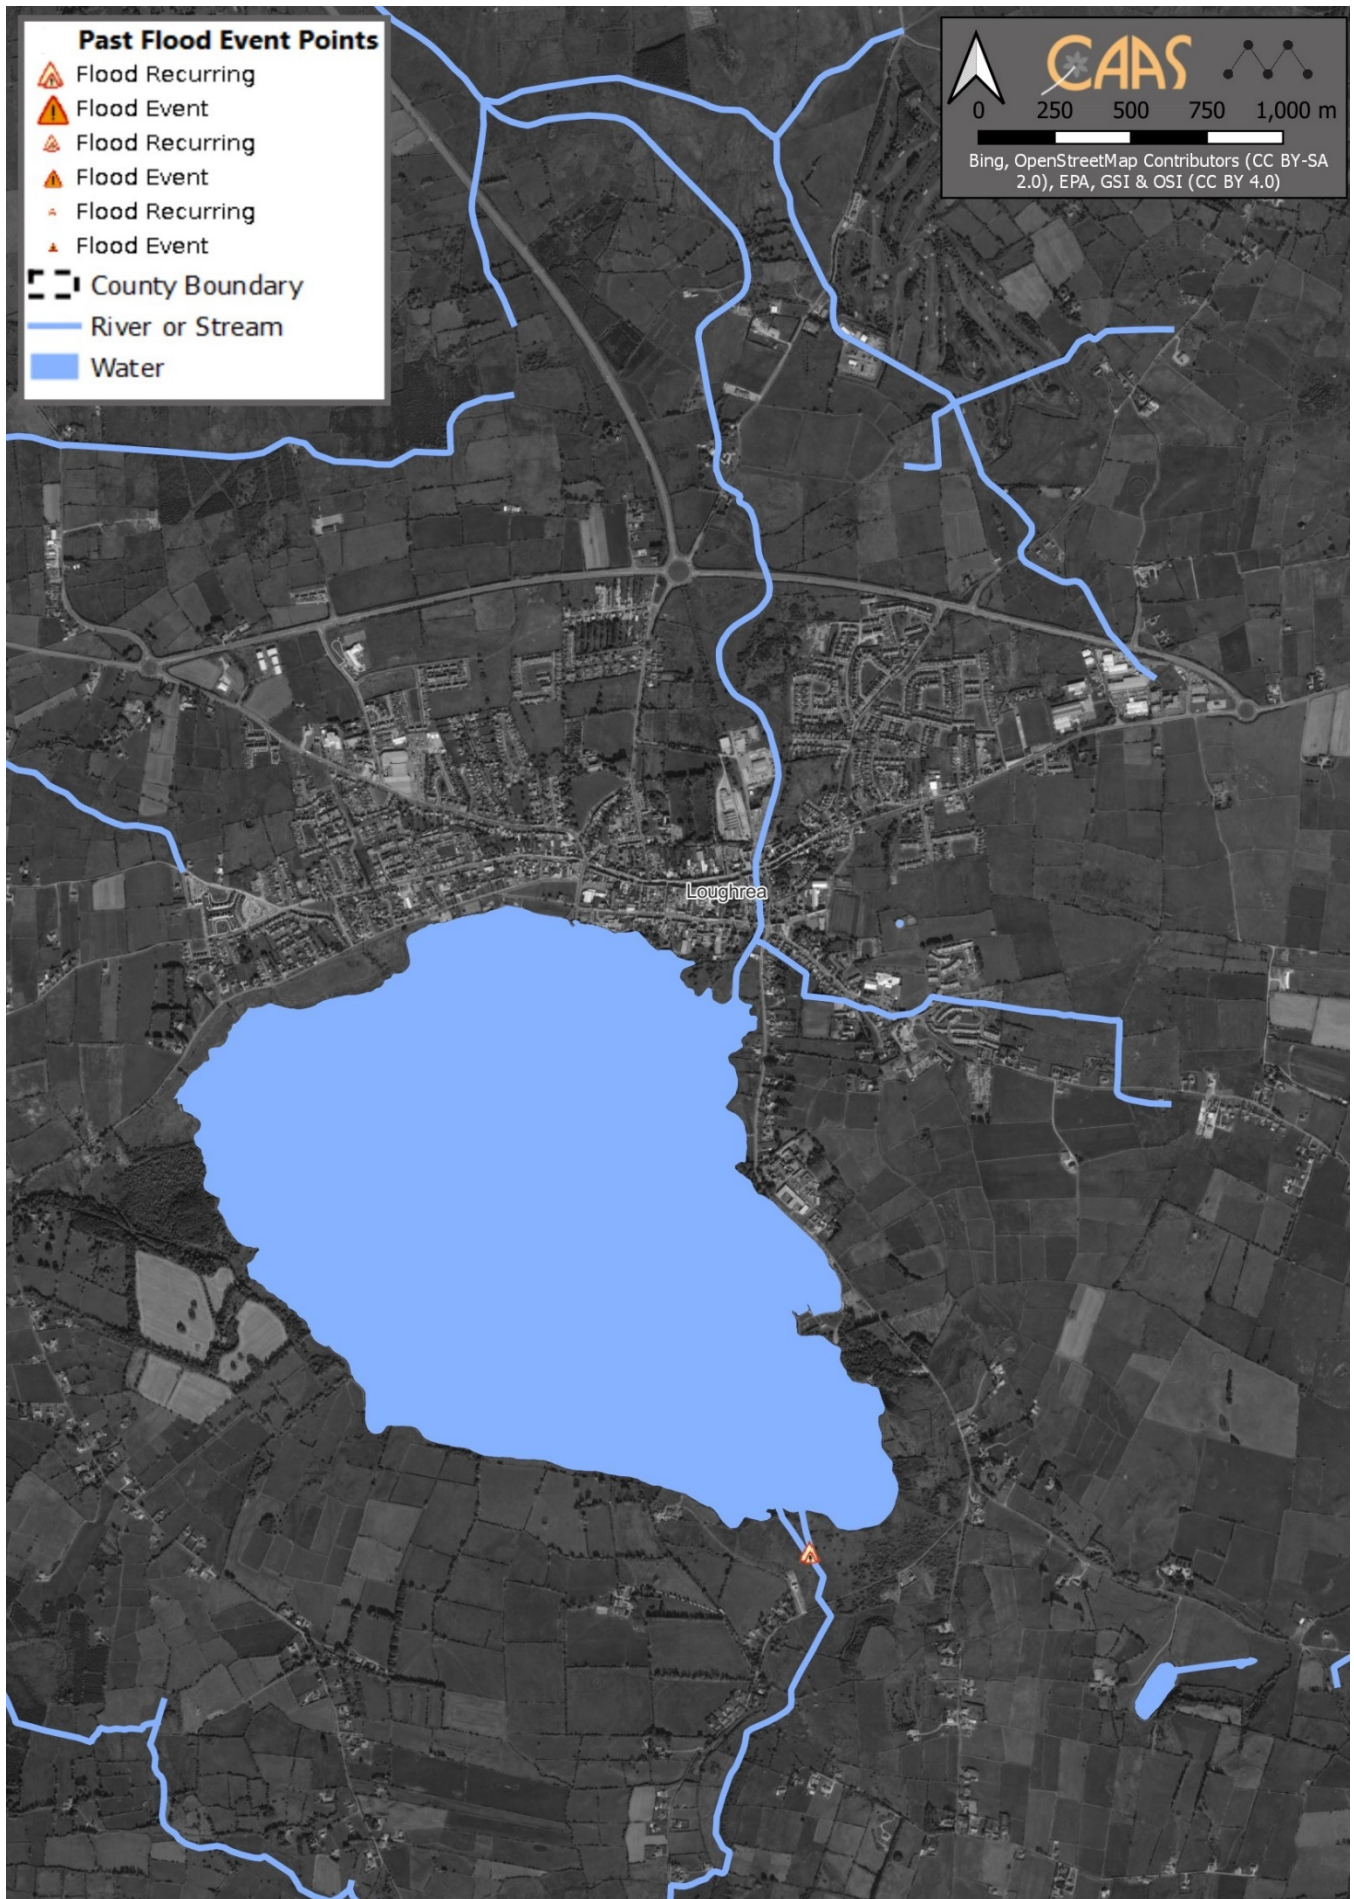 Past Flood Event Points
Flood Recurring
Flood Event
Flood Recurring
Flood Event
Flood Recurring
Flood Event
County Boundary
River or Stream
Water
CAAS
0 250 500 750 1,000 m
Bing, OpenStreetMap Contributors (CC BY-SA
2.0), EPA, GSI & OSI (CC BY 4.0)
Loughrea